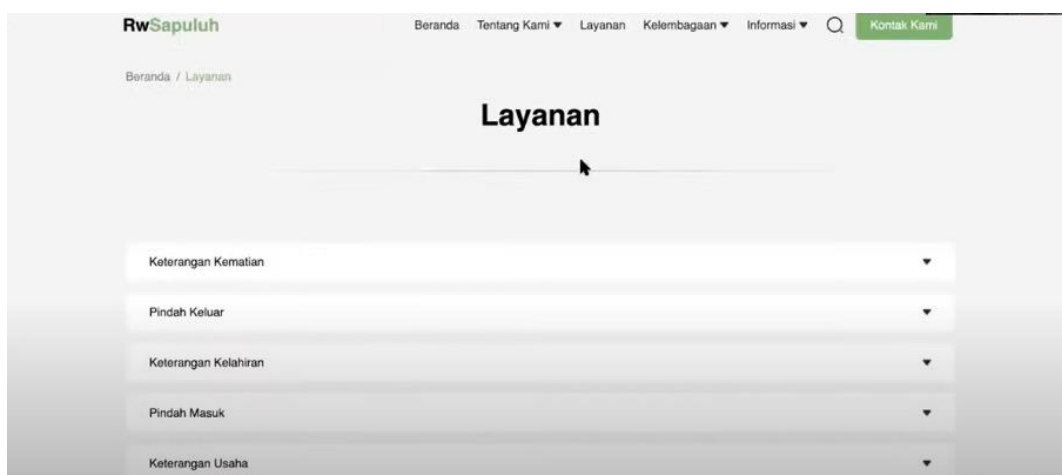 RwSapuluh
Beranda Tentang Kami Layanan Kelembagaan Informasi Kontak Kami
Beranda / Layanan
Layanan
Keterangan Kematian
Pindah Keluar
Keterangan Kelahiran
Pindah Masuk
Keterangan Usaha